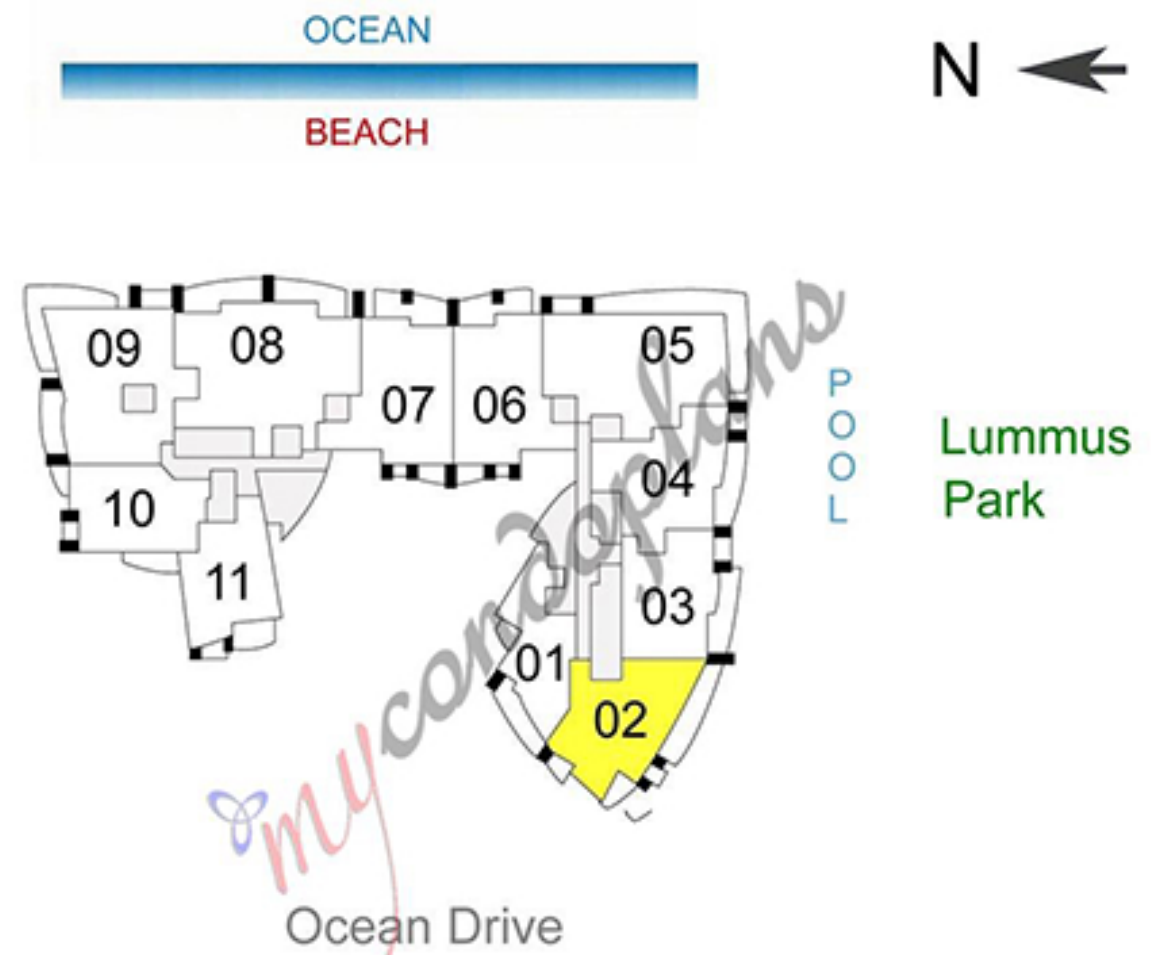 OCEAN
N
BEACH
09
08
07
06
05
04
03
10
11
01
02
P
O
O
L
Lummus
Park
mycondoplans
Ocean Drive